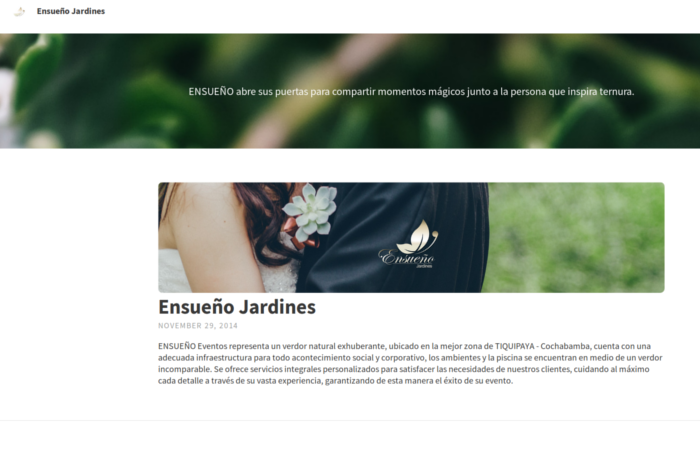 Ensueño Jardines
ENSUEÑO abre sus puertas para compartir momentos mágicos junto a la persona que inspira ternura.
Ensueño
Jardines
Ensueño Jardines
NOVEMBER 29, 2014
ENSUEÑO Eventos representa un verdor natural exhuberante, ubicado en la mejor zona de TIQUIPAYA - Cochabamba, cuenta con una
adecuada infraestructura para todo acontecimiento social y corporativo, los ambientes y la piscina se encuentran en medio de un verdor
incomparable. Se ofrece servicios integrales personalizados para satisfacer las necesidades de nuestros clientes, cuidando al máximo
cada detalle a través de su vasta experiencia, garantizando de esta manera el éxito de su evento.